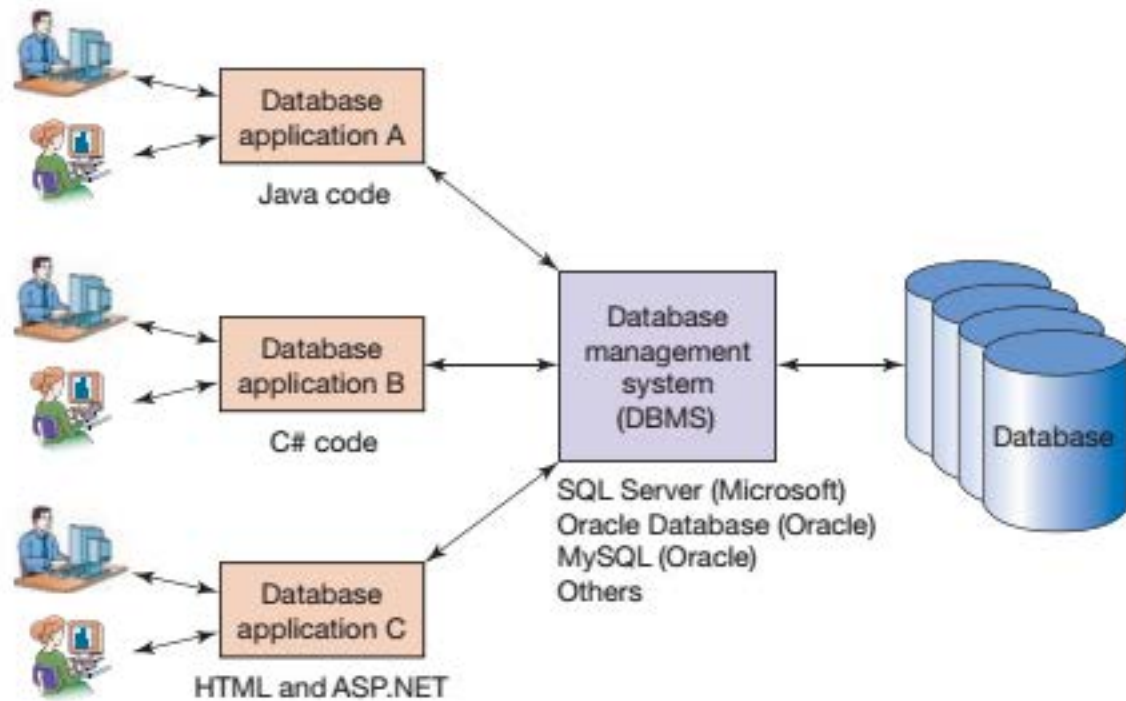 Database
application A
Java code
Database
application B
C# code
Database
application C
HTML and ASP.NET
Database
management
system
(DBMS)
SQL Server (Microsoft)
Oracle Database (Oracle)
MySQL (Oracle)
Others
Database